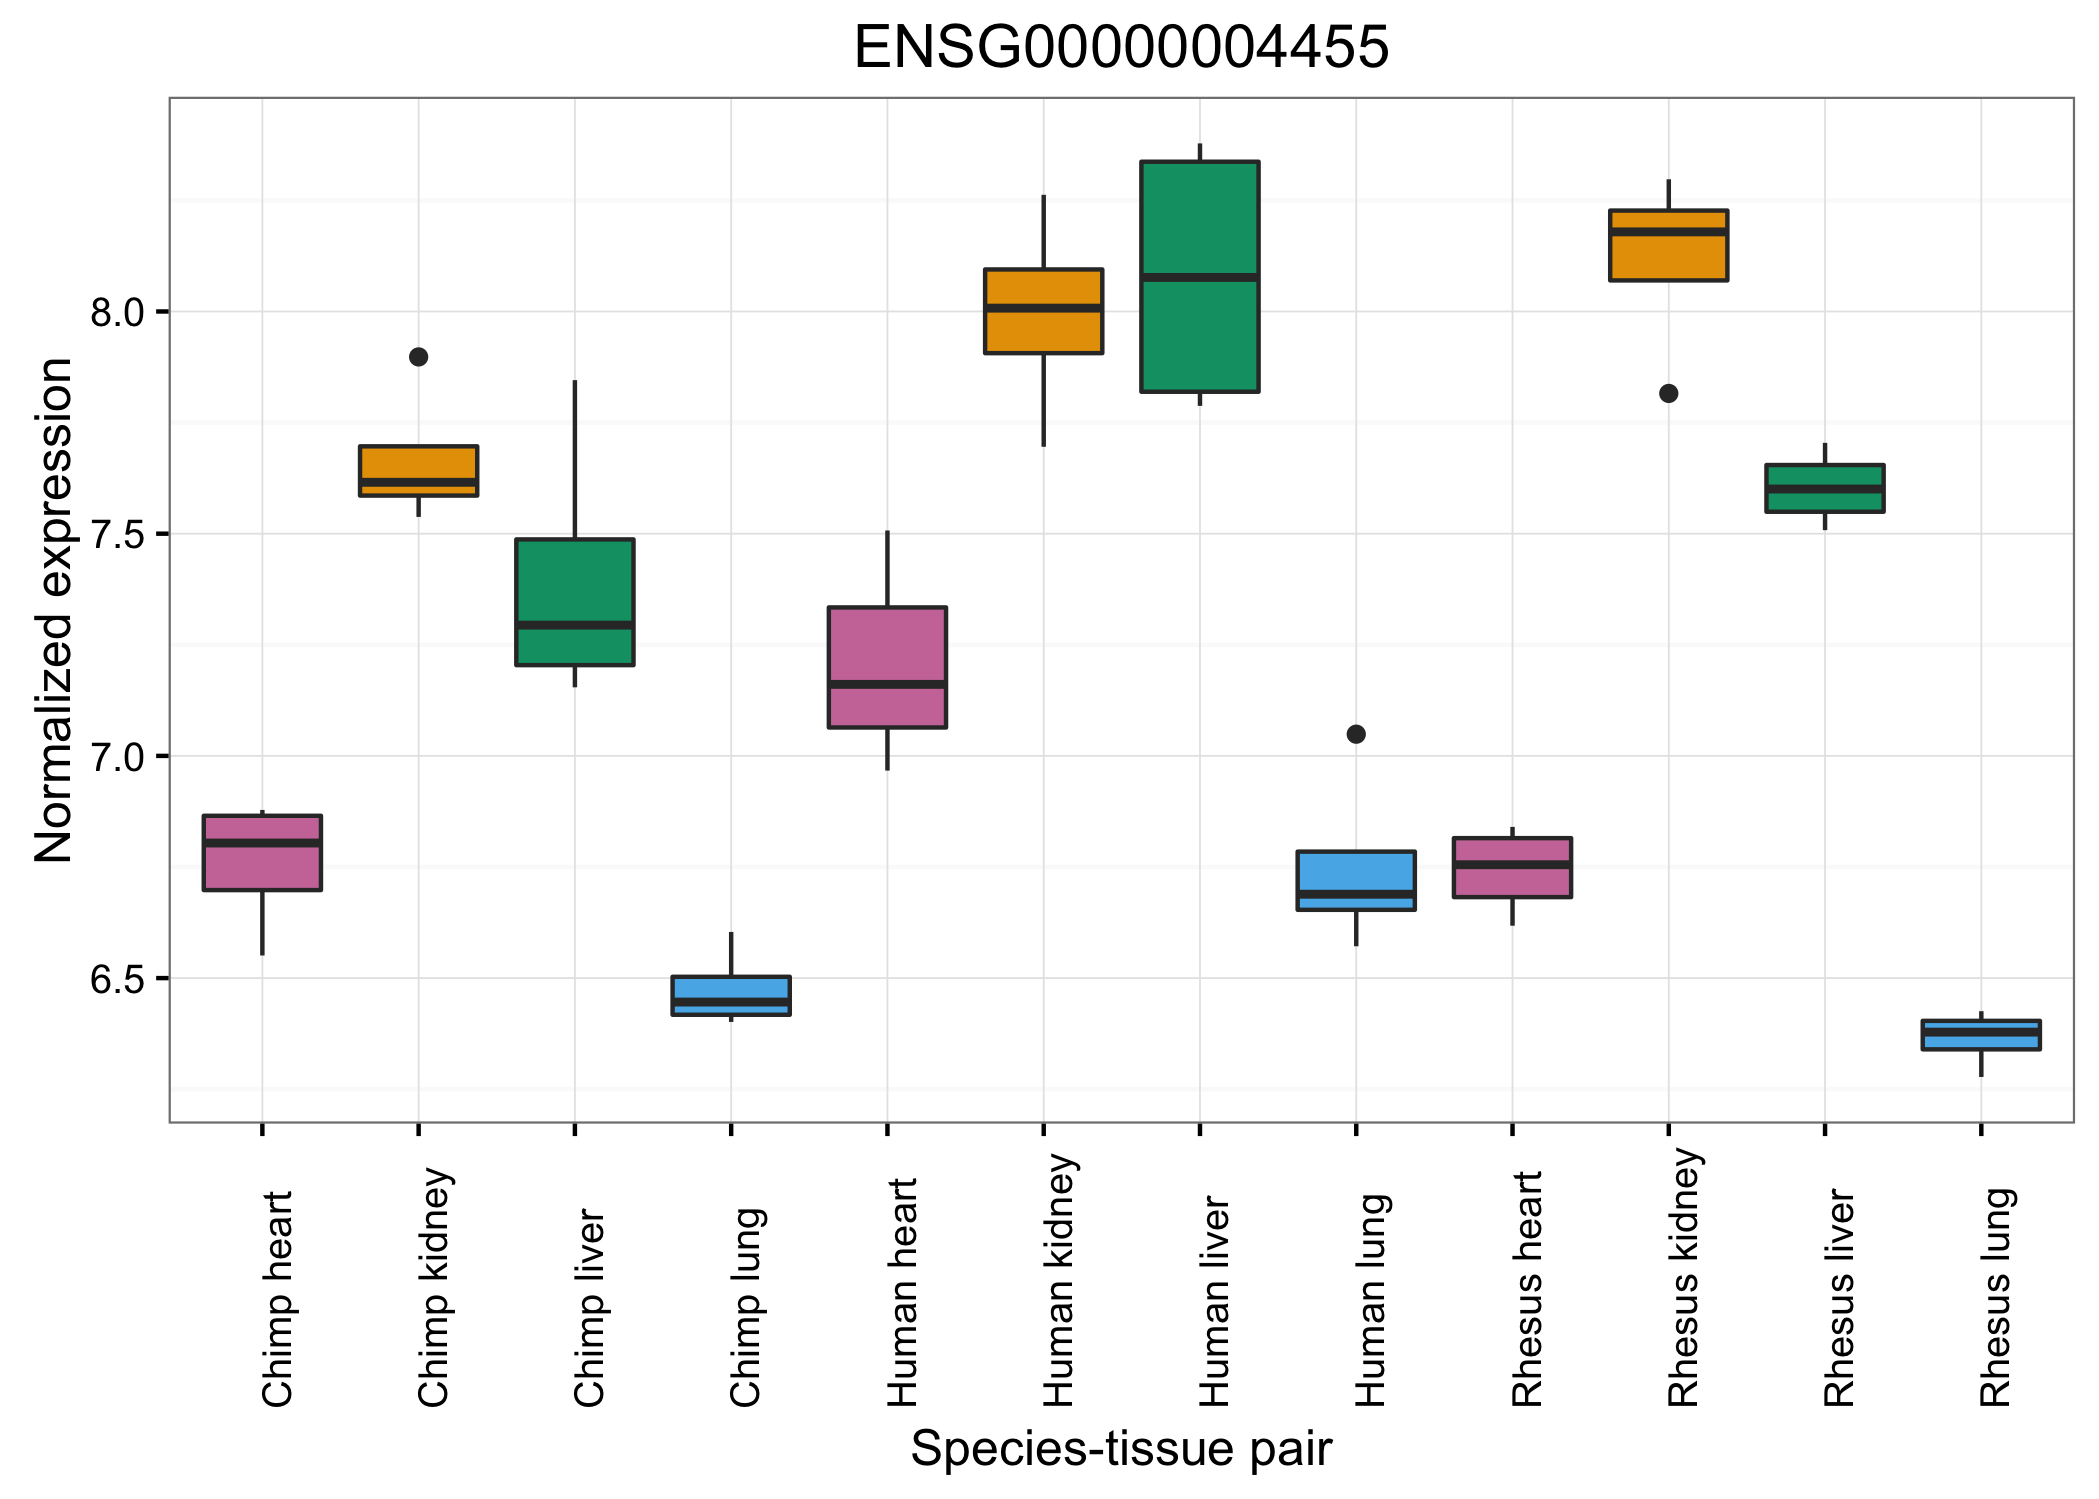 ENSG00000004455
Normalized expression
8.0
7.5
7.0
6.5
Chimp heart
Chimp kidney
Chimp liver
Chimp lung
Human heart
Human kidney
Human liver
Human lung
Rhesus heart
Rhesus kidney
Rhesus liver
Rhesus lung
Species-tissue pair